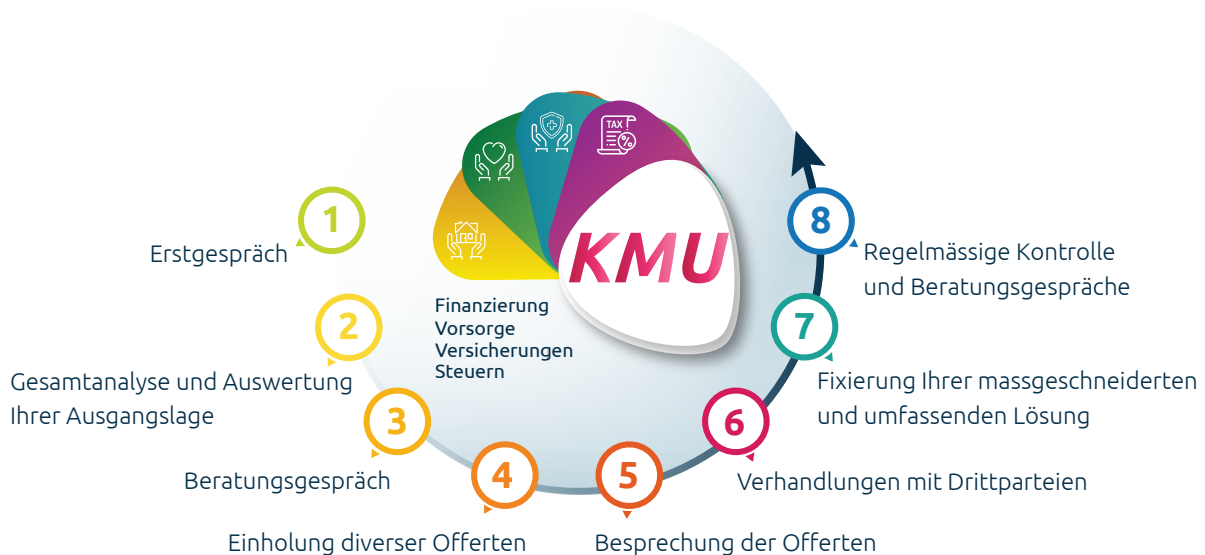 TAX
KMU
Finanzierung
Vorsorge
Versicherungen
Steuern
1
Erstgespräch
2
Gesamtanalyse und Auswertung
Ihrer Ausgangslage
3
Beratungsgespräch
4
Einholung diverser Offerten
5
Besprechung der Offerten
6
Verhandlungen mit Drittparteien
7
Fixierung Ihrer massgeschneiderten
und umfassenden Lösung
8
Regelmässige Kontrolle
und Beratungsgespräche